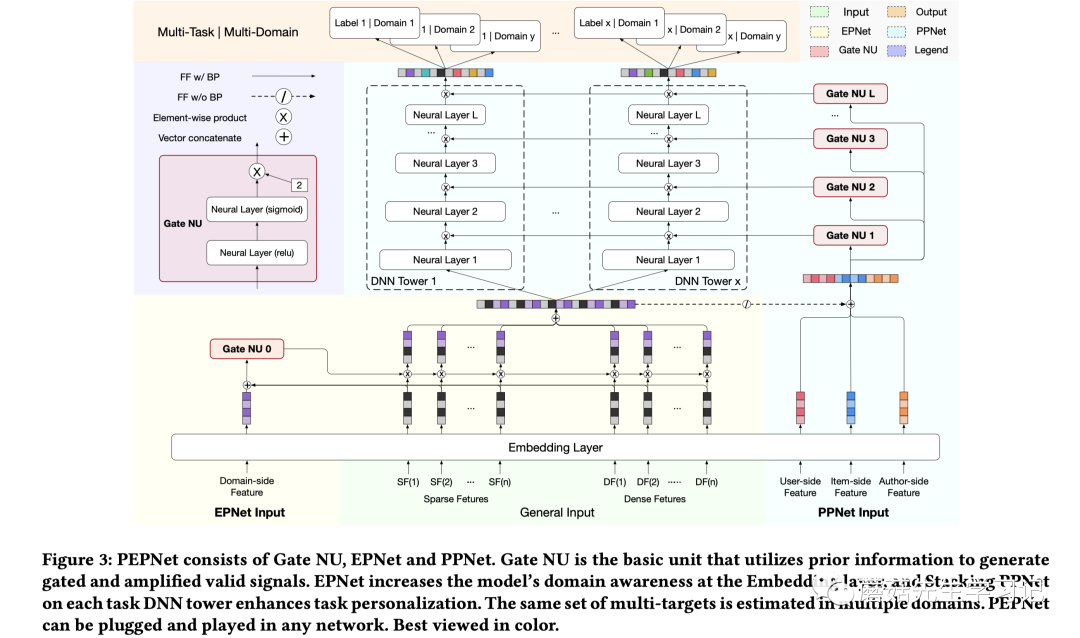 Multi-Task | Multi-Domain
Label 1 | Domain 1
1 | Domain 2
1 | Domain y
...
Label x | Domain 1
x | Domain 2
x | Domain y
Input
Output
EPNet
PPNet
Gate NU
Legend
FF w/ BP
FF w/o BP
/
Element-wise product
X
Vector concatenate
+
X
2
Neural Layer (sigmoid)
Gate NU
Neural Layer (relu)
Neural Layer L
...
Neural Layer 3
Neural Layer 2
Neural Layer 1
DNN Tower 1
...
Neural Layer L
...
Neural Layer 3
Neural Layer 2
Neural Layer 1
DNN Tower x
Gate NU L
...
Gate NU 3
Gate NU 2
Gate NU 1
Gate NU 0
...
...
...
...
Embedding Layer
Domain-side
Feature
EPNet Input
SF(1) SF(2) ... SF(n)
Sparse Fetures
DF(1) DF(2) ...... DF(n)
Dense Fetures
General Input
User-side
Feature
Item-side
Feature
Author-side
Feature
PPNet Input
Figure 3: PEPNet consists of Gate NU, EPNet and PPNet. Gate NU is the basic unit that utilizes prior information to generate
gated and amplified valid signals. EPNet increases the model's domain awareness at the Embedding layer, and Stacking PPNet
on each task DNN tower enhances task personalization. The same set of multi-targets is estimated in multiple domains. PEPNet
can be plugged and played in any network. Best viewed in color.
蘑菇先生学习记